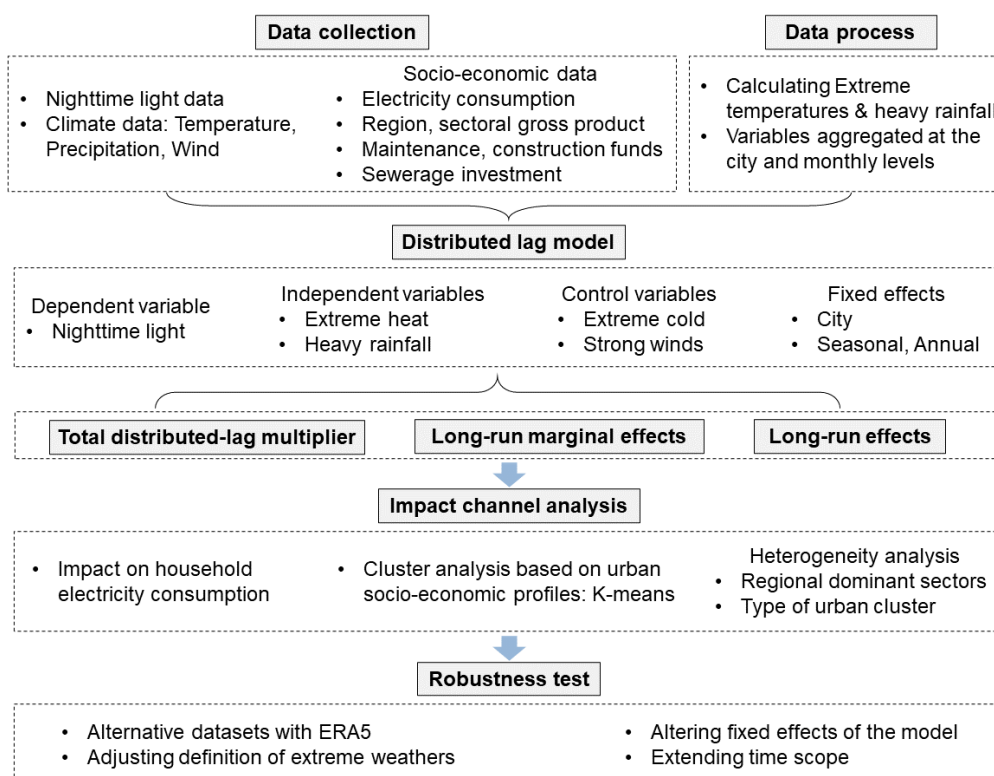 Data collection
Data process
• Nighttime light data
• Climate data: Temperature,
Precipitation, Wind
Socio-economic data
• Electricity consumption
• Region, sectoral gross product
• Maintenance, construction funds
• Sewerage investment
• Calculating Extreme
temperatures & heavy rainfall
• Variables aggregated at the
city and monthly levels
Distributed lag model
Dependent variable
• Nighttime light
Independent variables
• Extreme heat
• Heavy rainfall
Control variables
• Extreme cold
• Strong winds
Fixed effects
• City
• Seasonal, Annual
Total distributed-lag multiplier
Long-run marginal effects
Long-run effects
Impact channel analysis
• Impact on household
electricity consumption
• Cluster analysis based on urban
socio-economic profiles: K-means
Heterogeneity analysis
• Regional dominant sectors
• Type of urban cluster
Robustness test
• Alternative datasets with ERA5
• Adjusting definition of extreme weathers
• Altering fixed effects of the model
• Extending time scope